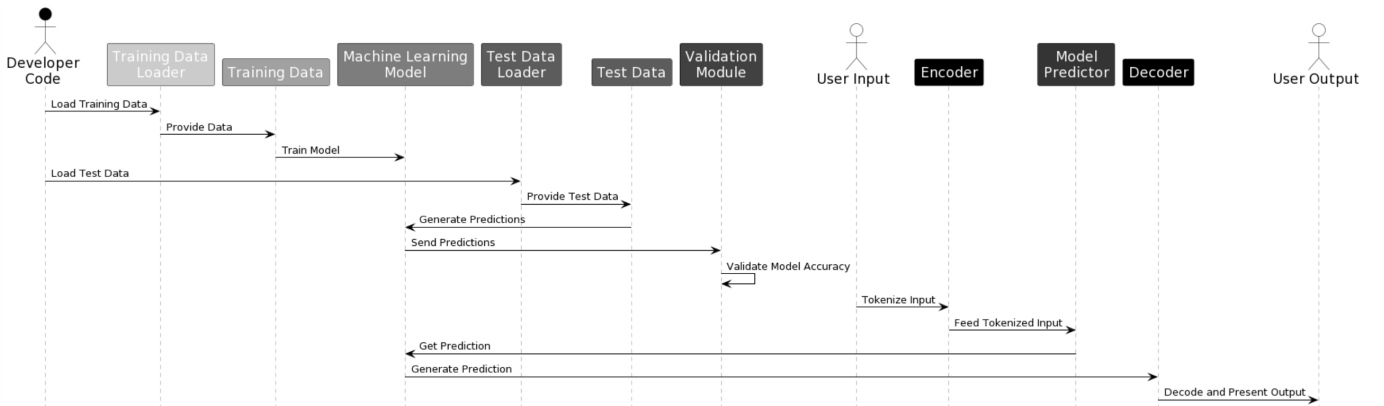 Developer
Code
Training Data
Loader
Training Data
Machine Learning
Model
Test Data
Loader
Test Data
Validation
Module
User Input
Encoder
Model
Predictor
Decoder
User Output
Load Training Data
Provide Data
Train Model
Load Test Data
Provide Test Data
Generate Predictions
Send Predictions
Validate Model Accuracy
Tokenize Input
Feed Tokenized Input
Get Prediction
Generate Prediction
Decode and Present Output